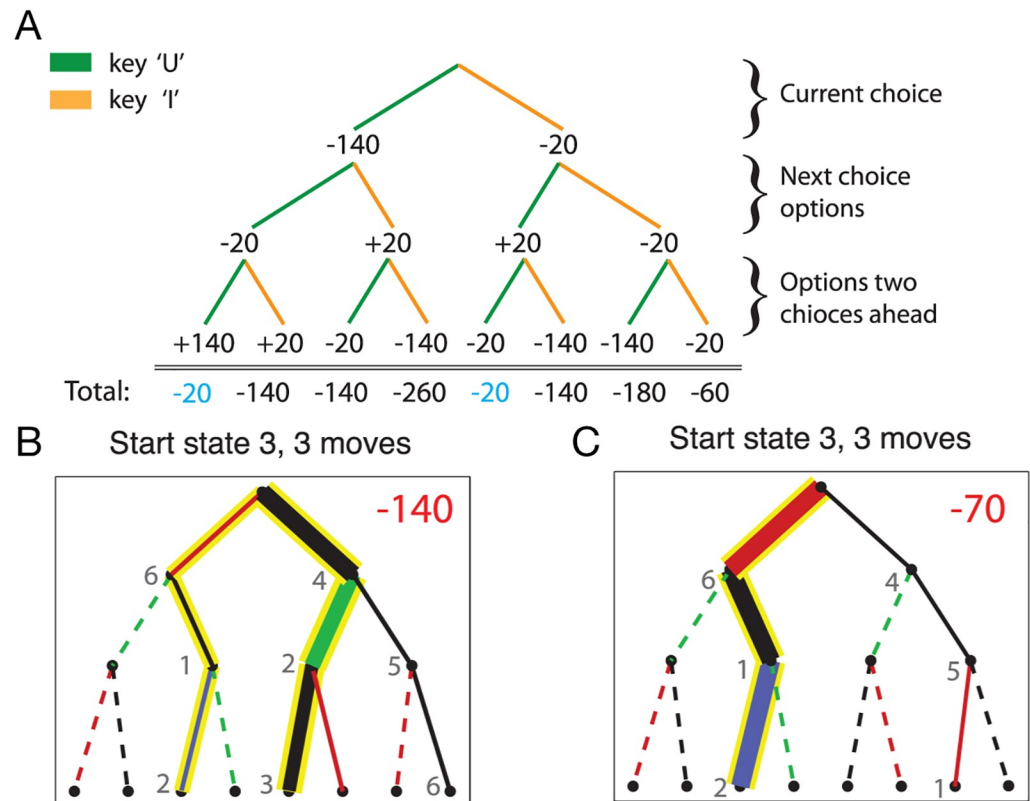 A
key 'U'
key 'I'
Current choice
-140 -20
Next choice
options
-20 +20 +20 -20
Options two
chioces ahead
+140 +20 -20 -140 -20 -140 -140 -20
Total: -20 -140 -140 -260 -20 -140 -180 -60
B
Start state 3, 3 moves
-140
6 4
1 2 5
2 3 6
C
Start state 3, 3 moves
-70
6 4
1 5
2 1